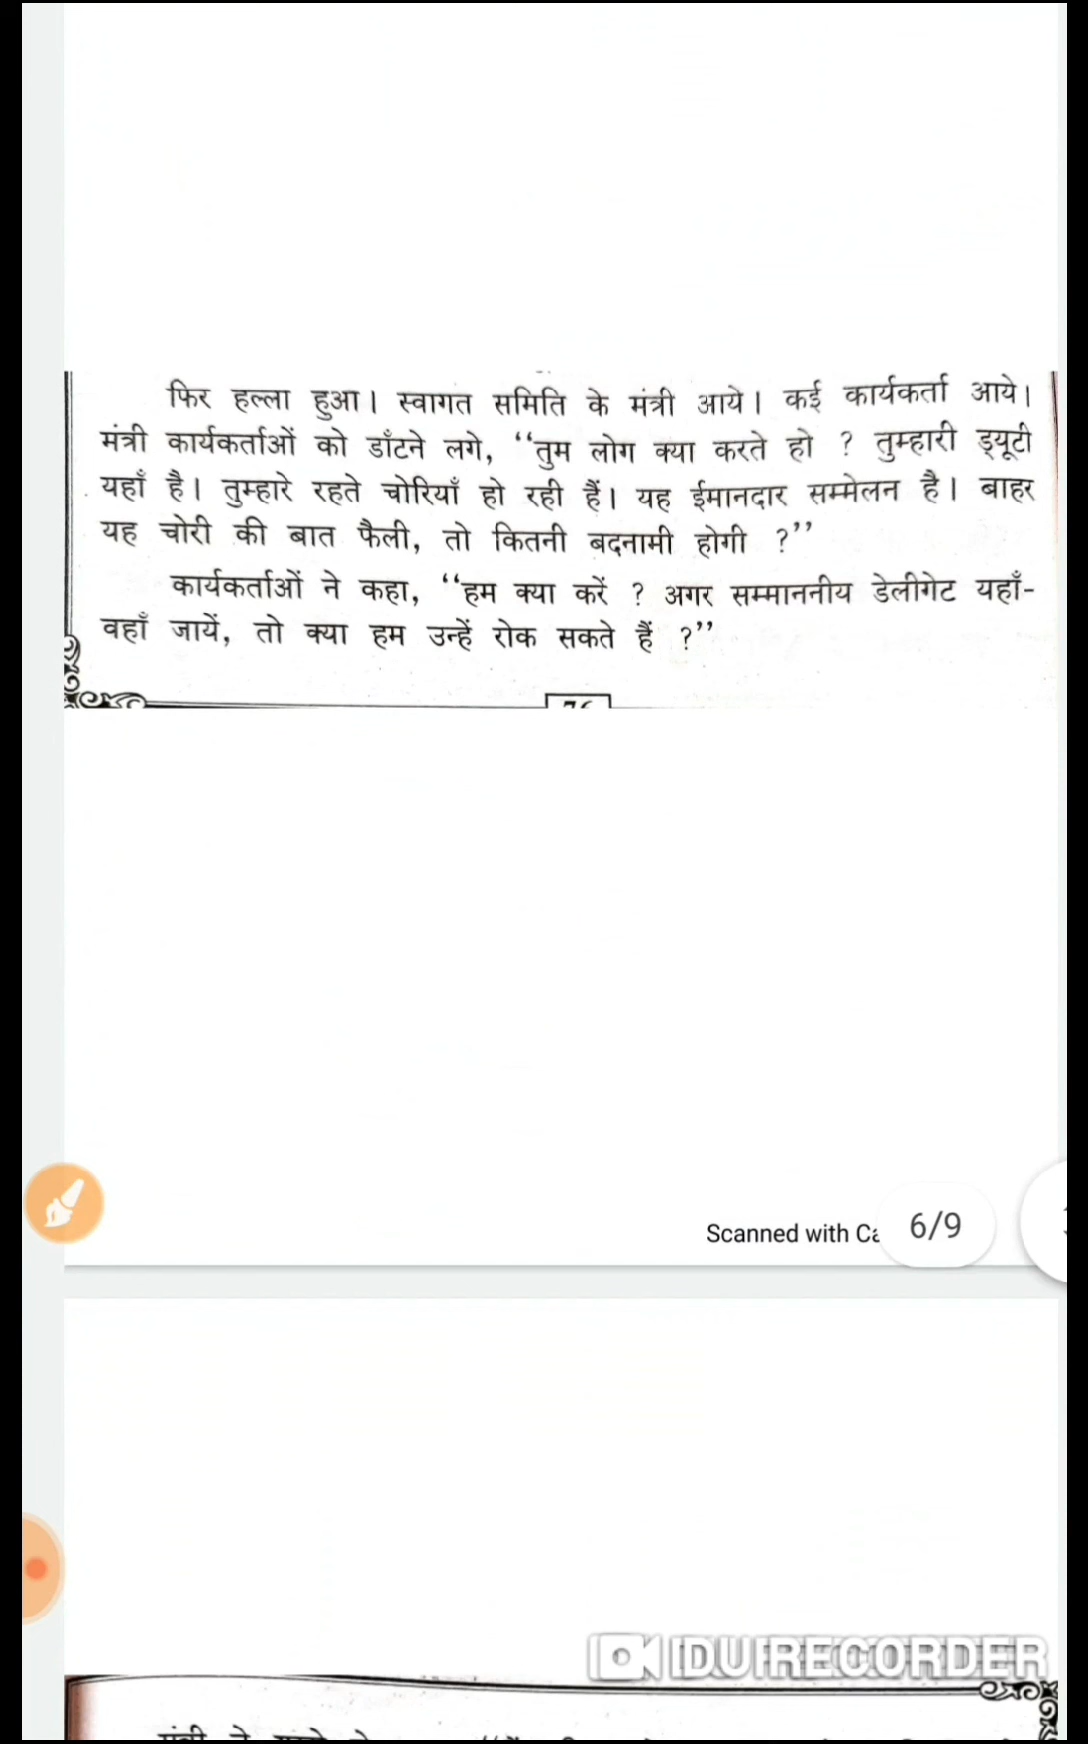 फिर हल्ला हुआ। स्वागत समिति के मंत्री आये। कई कार्यकर्ता आये।
मंत्री कार्यकर्ताओं को डाँटने लगे, “तुम लोग क्या करते हो ? तुम्हारी ड्यूटी
यहाँ है। तुम्हारे रहते चोरियाँ हो रही हैं। यह ईमानदार सम्मेलन है। बाहर
यह चोरी की बात फैली, तो कितनी बदनामी होगी ?”
कार्यकर्ताओं ने कहा, “हम क्या करें ? अगर सम्माननीय डेलीगेट यहाँ-
वहाँ जायें, तो क्या हम उन्हें रोक सकते हैं ?”
Scanned with
6/9
DU RECORDER